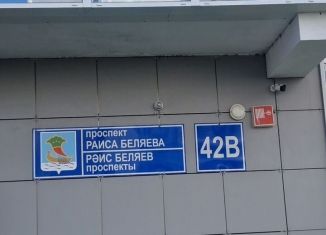 проспект
РАИСА БЕЛЯЕВА
РӘИС БЕЛЯЕВ
проспекты
42В